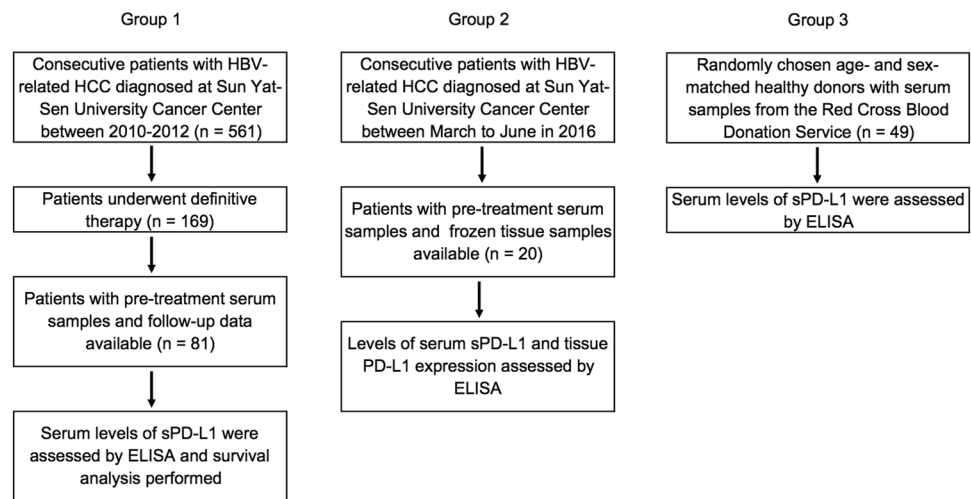 Group 1
Consecutive patients with HBV-
related HCC diagnosed at Sun Yat-
Sen University Cancer Center
between 2010-2012 (n = 561)
Patients underwent definitive
therapy (n = 169)
Patients with pre-treatment serum
samples and follow-up data
available (n = 81)
Serum levels of sPD-L1 were
assessed by ELISA and survival
analysis performed
Group 2
Consecutive patients with HBV-
related HCC diagnosed at Sun Yat-
Sen University Cancer Center
between March to June in 2016
Patients with pre-treatment serum
samples and frozen tissue samples
available (n = 20)
Levels of serum sPD-L1 and tissue
PD-L1 expression assessed by
ELISA
Group 3
Randomly chosen age- and sex-
matched healthy donors with serum
samples from the Red Cross Blood
Donation Service (n = 49)
Serum levels of sPD-L1 were assessed
by ELISA